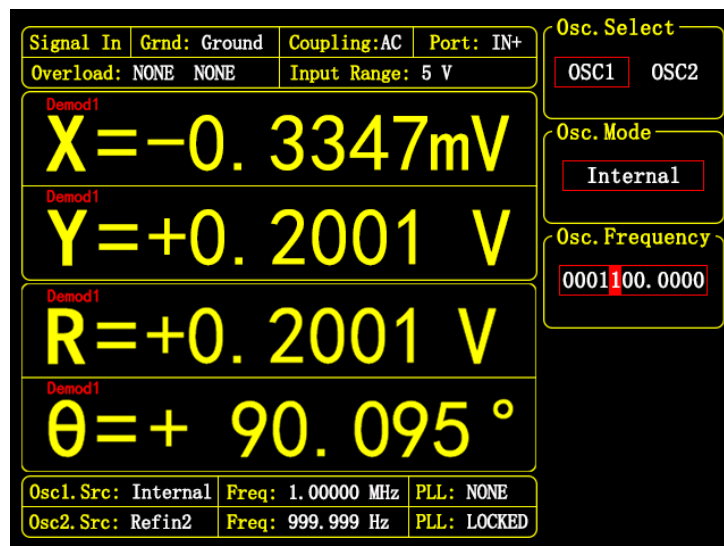 Signal In Grnd: Ground Coupling:AC Port: IN+
Overload: NONE NONE Input Range: 5 V
Demod1
X=-0.3347mV
Demod1
Y=+0.2001 V
Demod1
R=+0.2001 V
Demod1
θ=+ 90.095°
Osc1.Src: Internal Freq: 1.00000 MHz PLL: NONE
Osc2.Src: Refin2 Freq: 999.999 Hz PLL: LOCKED
Osc.Select
OSC1 OSC2
Osc.Mode
Internal
Osc.Frequency
0001100.0000